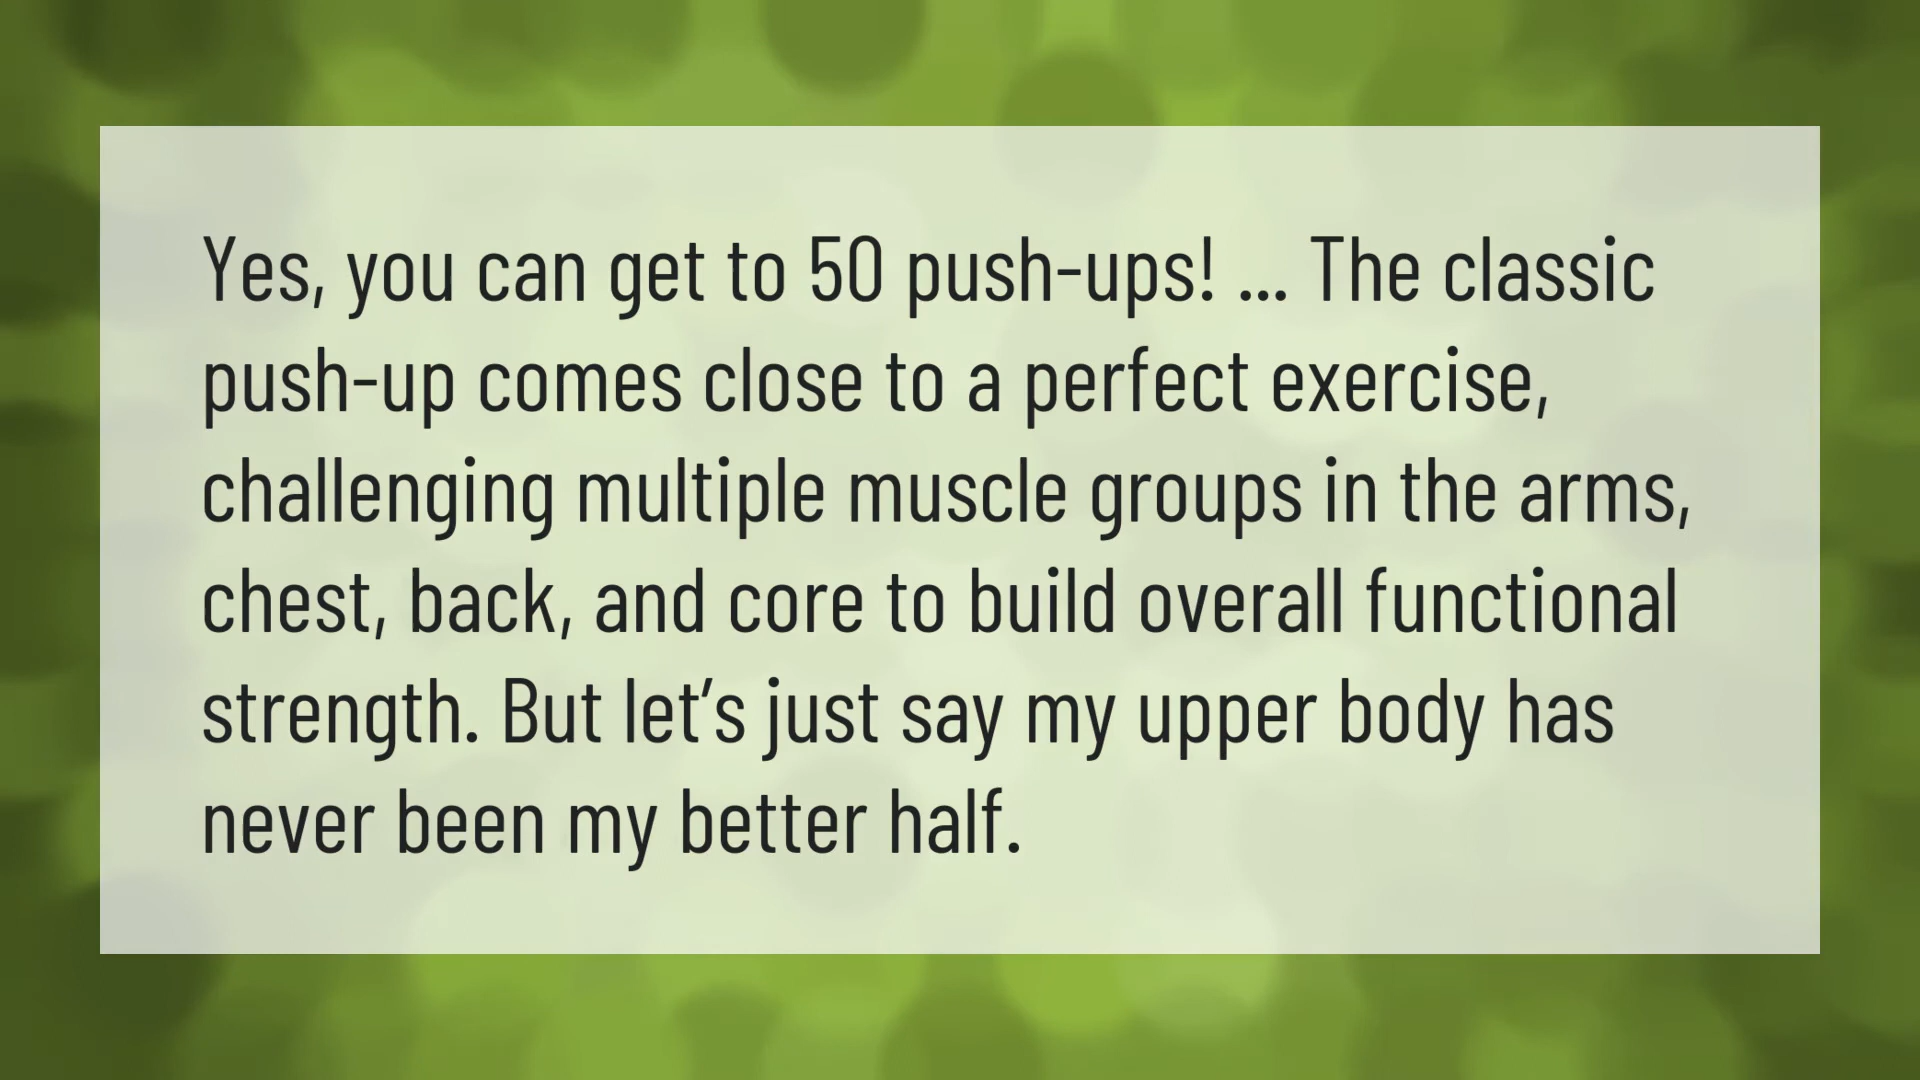 Yes, you can get to 50 push-ups! ... The classic
push-up comes close to a perfect exercise,
challenging multiple muscle groups in the arms,
chest, back, and core to build overall functional
strength. But let’s just say my upper body has
never been my better half.